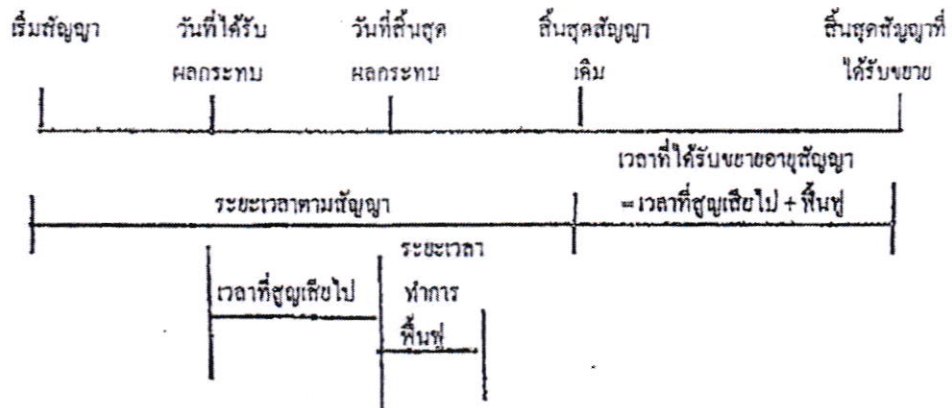 เริ่มสัญญา วันที่ได้รับ วันที่สิ้นสุด สิ้นสุดสัญญา สิ้นสุดสัญญาที่
ผลกระทบ ผลกระทบ เดิม ได้รับขยาย
เวลาที่ได้รับขยายอายุสัญญา
ระยะเวลาตามสัญญา =เวลาที่สูญเสียไป + ฟื้นฟู
ระยะเวลา
เวลาที่สูญเสียไป ทำการ
ฟื้นฟู